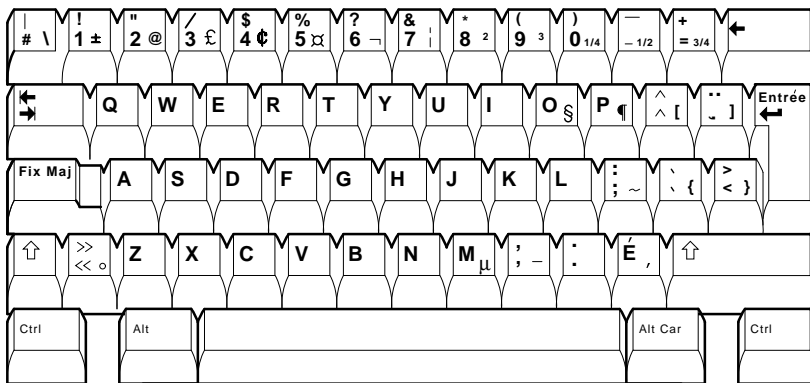 | ! " / $ % ? & * ( ) — +
# \ 1 ± 2 @ 3 £ 4 ¢ 5 ¤ 6 ¬ 7 ¦ 8 ² 9 ³ 0 1/4 – 1/2 = 3/4
Q W E R T Y U I O § P ¶ ^ ^ [ ¨ ¸ ] Entrée
Fix Maj A S D F G H J K L : ; ~ ` ` { > < }
>> << ° Z X C V B N M µ ' , – : . É ´
Ctrl Alt Alt Car Ctrl